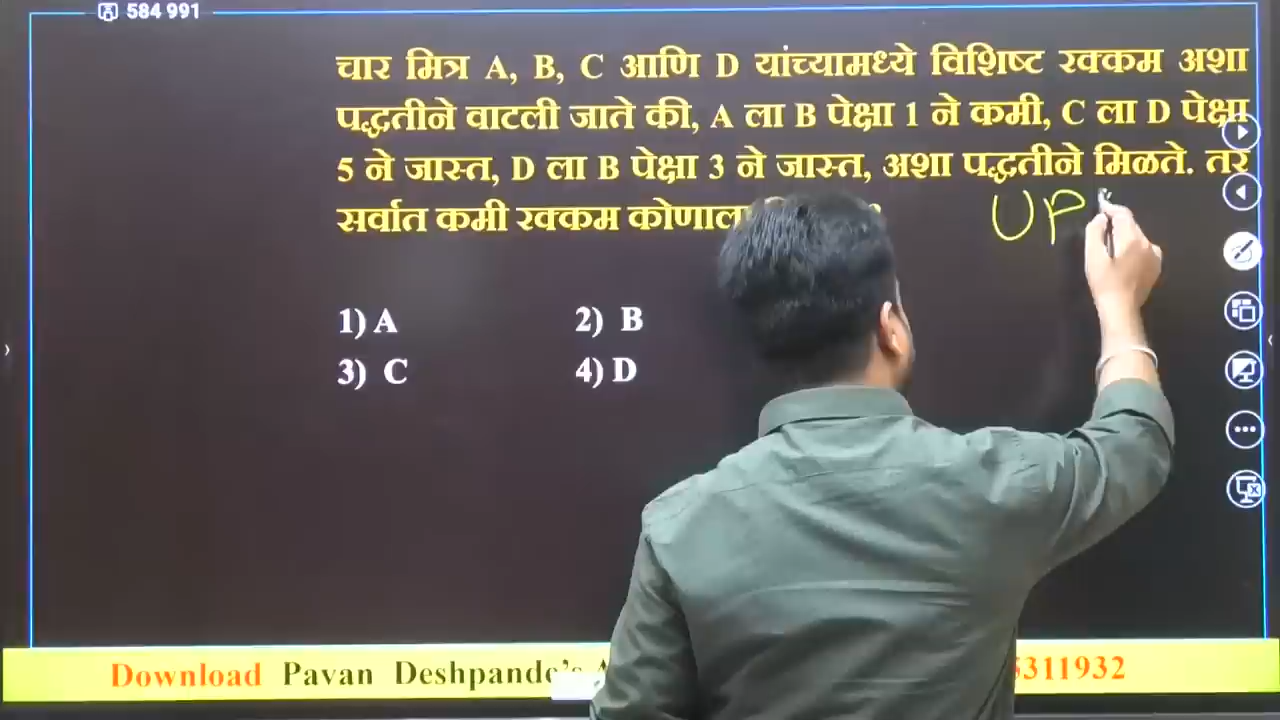 584 991
चार मित्र A, B, C आणि D यांच्यामध्ये विशिष्ट रक्कम अशा
पद्धतीने वाटली जाते की, A ला B पेक्षा 1 ने कमी, C ला D पेक्षा
5 ने जास्त, D ला B पेक्षा 3 ने जास्त, अशा पद्धतीने मिळते. तर
सर्वात कमी रक्कम कोणाला
UP
1) A 2) B
3) C 4) D
Download Pavan Deshpande's 5311932